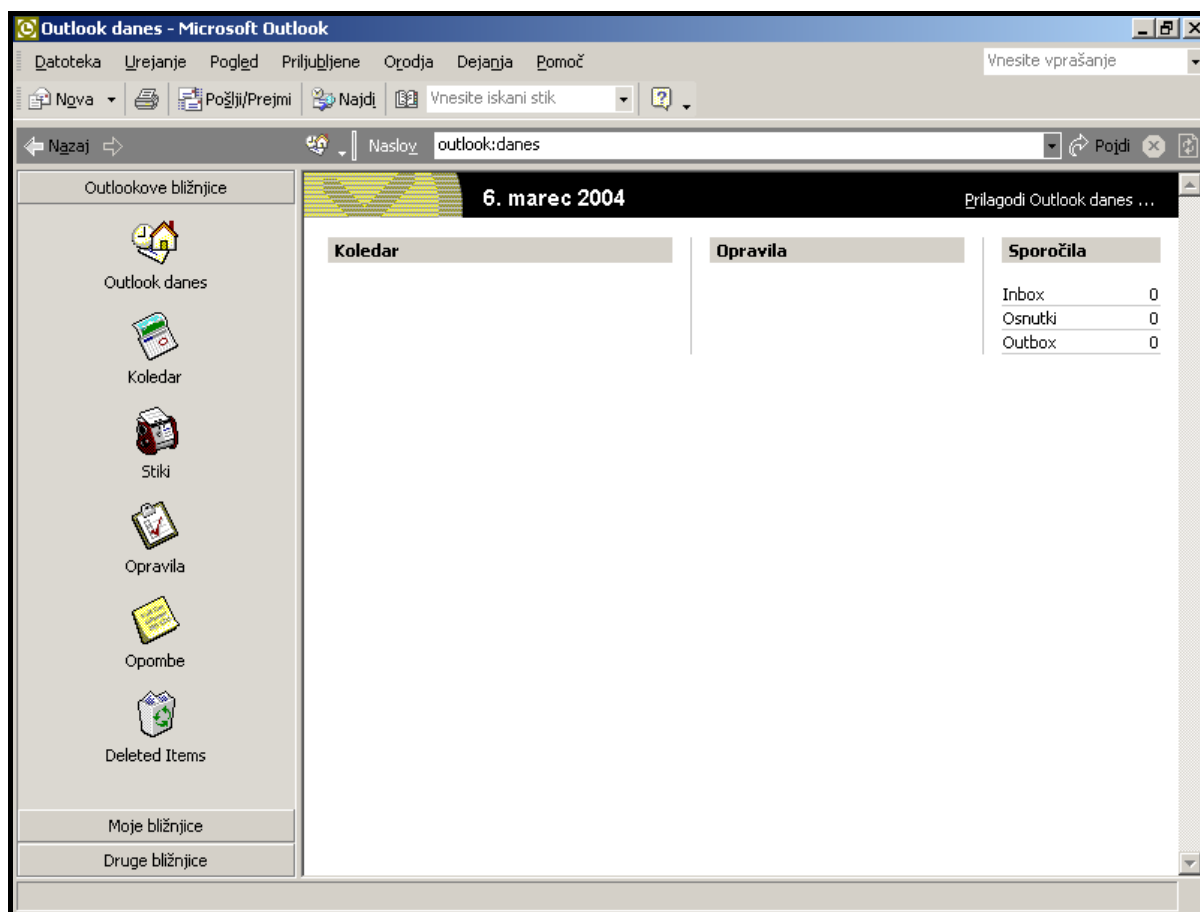 Outlook danes - Microsoft Outlook
Datoteka Urejanje Pogled Priljubljene Orodja Dejanja Pomoč Vnesite vprašanje
Nova Pošlji/Prejmi Najdi Vnesite iskani stik
Nazaj Naslov outlook:danes Pojdi
Outlookove bližnjice
6. marec 2004 Prilagodi Outlook danes ...
Koledar Opravila Sporočila
Inbox 0
Osnutki 0
Outbox 0
Outlook danes
Koledar
Stiki
Opravila
Opombe
Deleted Items
Moje bližnjice
Druge bližnjice